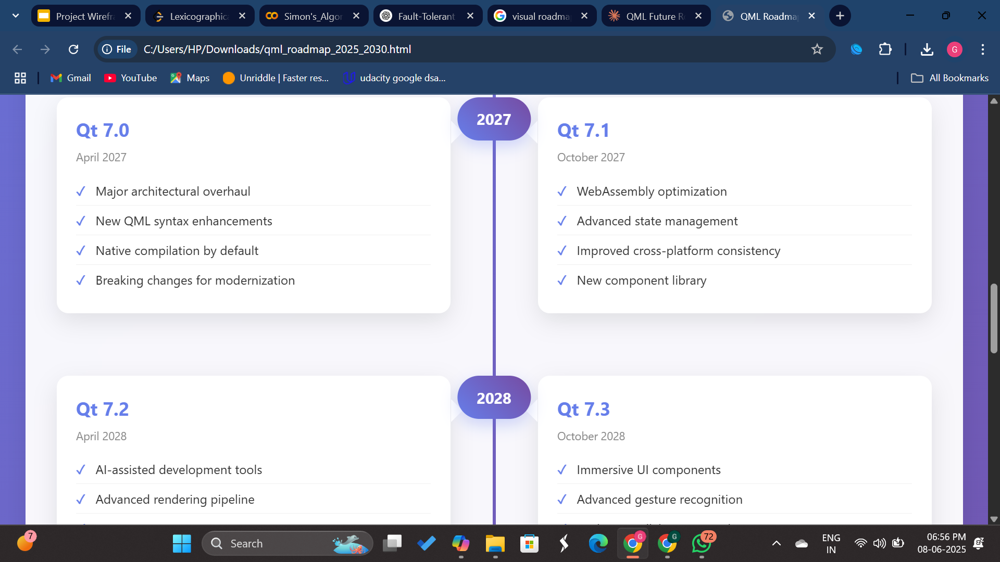 Project Wirefr
Lexicographica
Simon's_Algor
Fault-Tolerant
visual roadma
QML Future R
QML Roadma
File
C:/Users/HP/Downloads/qml_roadmap_2025_2030.html
G
Gmail
YouTube
Maps
Unriddle | Faster res...
udacity google dsa...
All Bookmarks
2027
Qt 7.0
April 2027
✓ Major architectural overhaul
✓ New QML syntax enhancements
✓ Native compilation by default
✓ Breaking changes for modernization
Qt 7.1
October 2027
✓ WebAssembly optimization
✓ Advanced state management
✓ Improved cross-platform consistency
✓ New component library
2028
Qt 7.2
April 2028
✓ AI-assisted development tools
✓ Advanced rendering pipeline
Qt 7.3
October 2028
✓ Immersive UI components
✓ Advanced gesture recognition
7
Search
G
G
72
ENG
IN
06:56 PM
08-06-2025